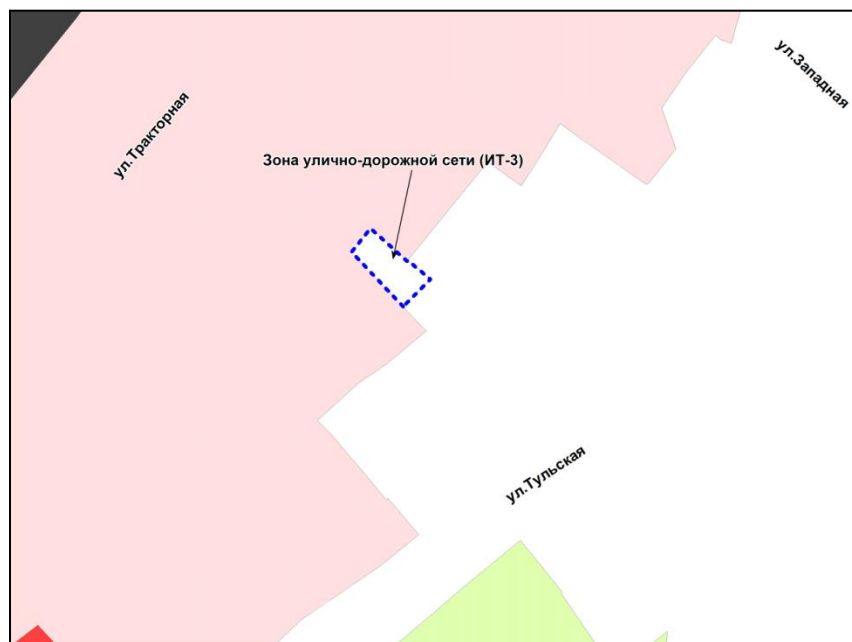 ул.Западная
ул.Тракторная
Зона улично-дорожной сети (ИТ-3)
ул.Тульская